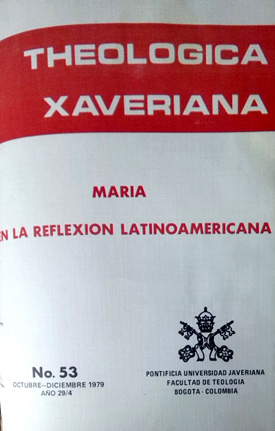 THEOLOGICA
XAVERIANA
MARIA
EN LA REFLEXION LATINOAMERICANA
No. 53
OCTUBRE—DICIEMBRE 1979
AÑO 29/4
PONTIFICIA UNIVERSIDAD JAVERIANA
FACULTAD DE TEOLOGIA
BOGOTA - COLOMBIA